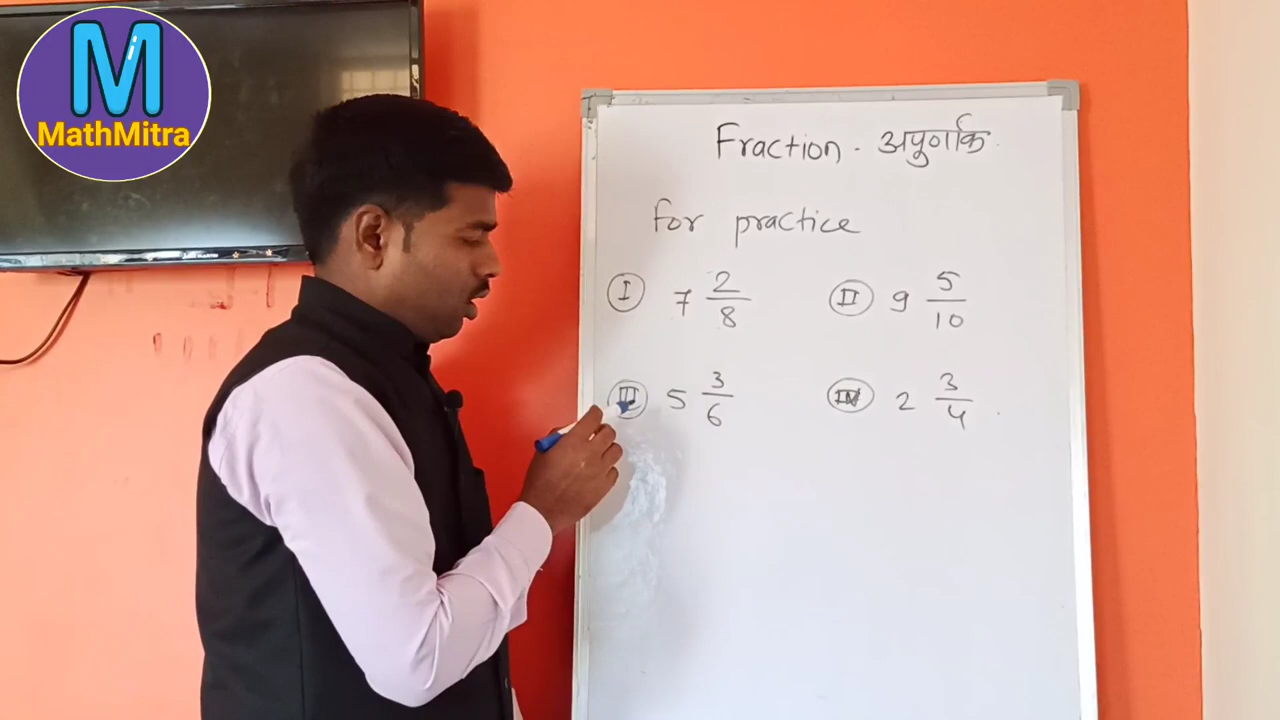 M
MathMitra
Fraction - अपुर्णांक
for practice
I 7 2/8 II 9 5/10
III 5 3/6 IV 2 3/4